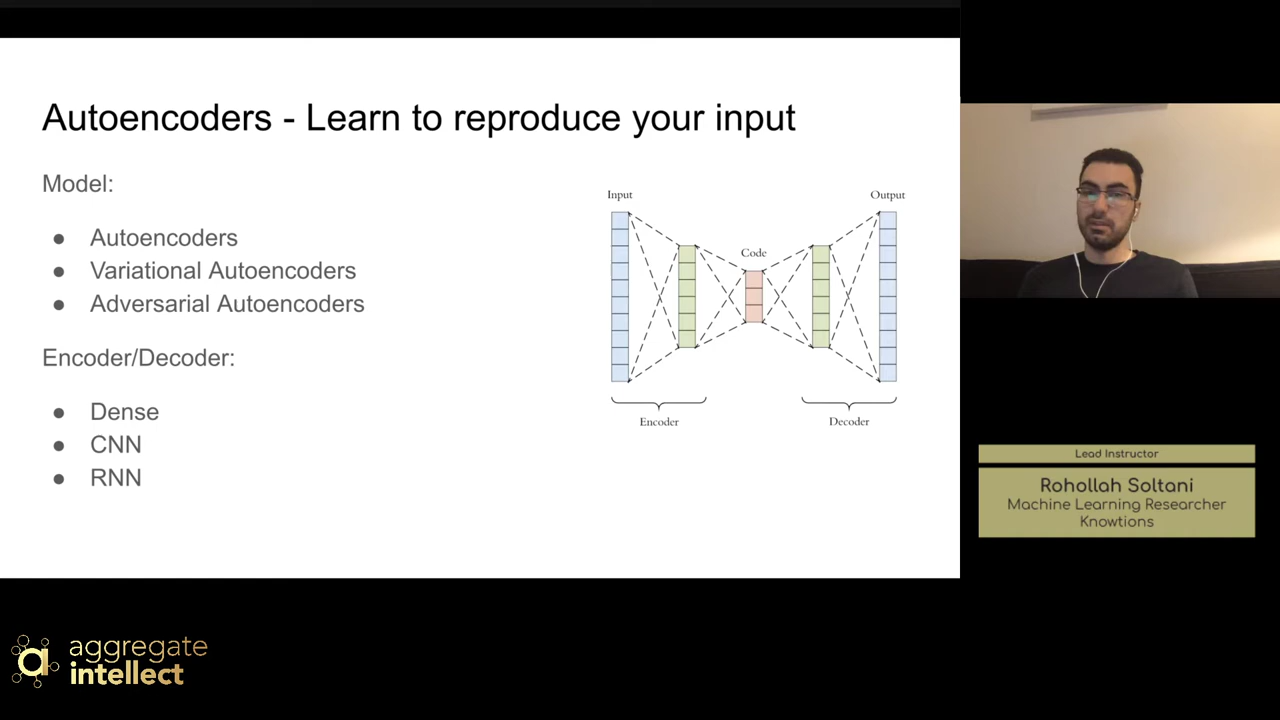 Autoencoders - Learn to reproduce your input
Model:
● Autoencoders
● Variational Autoencoders
● Adversarial Autoencoders
Encoder/Decoder:
● Dense
● CNN
● RNN
Input
Output
Code
Encoder
Decoder
Lead Instructor
Rohollah Soltani
Machine Learning Researcher
Knowtions
aggregate
intellect